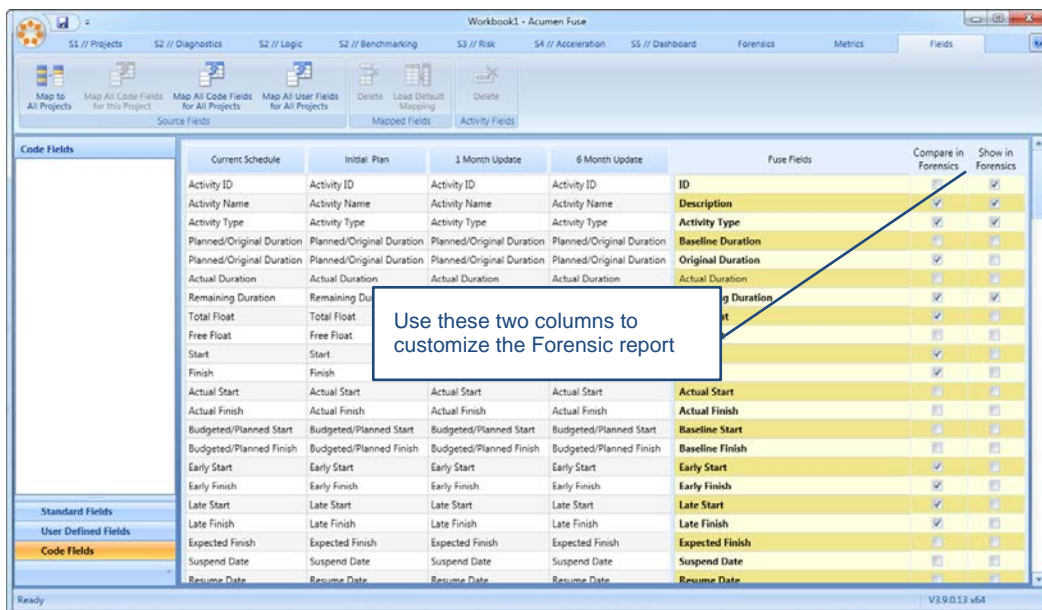 Workbook1 - Acumen Fuse
S1 // Projects S2 // Diagnostics S2 // Logic S2 // Benchmarking S3 // Risk S4 // Acceleration S5 // Dashboard Forensics Metrics Fields
Map to All Projects
Map All Code Fields for this Project
Map All Code Fields for All Projects
Map All User Fields for All Projects
Delete
Load Default Mapping
Delete
Source Fields Mapped Fields Activity Fields
Code Fields
Current Schedule Initial Plan 1 Month Update 6 Month Update Fuse Fields Compare in Forensics Show in Forensics
Activity ID Activity ID Activity ID Activity ID ID
Activity Name Activity Name Activity Name Activity Name Description
Activity Type Activity Type Activity Type Activity Type Activity Type
Planned/Original Duration Planned/Original Duration Planned/Original Duration Planned/Original Duration Baseline Duration
Planned/Original Duration Planned/Original Duration Planned/Original Duration Planned/Original Duration Original Duration
Actual Duration Actual Duration Actual Duration Actual Duration Actual Duration
Remaining Duration Remaining Du g Duration
Total Float Total Float at
Free Float Free Float
Start Start
Finish Finish
Use these two columns to
customize the Forensic report
Actual Start Actual Start Actual Start Actual Start Actual Start
Actual Finish Actual Finish Actual Finish Actual Finish Actual Finish
Budgeted/Planned Start Budgeted/Planned Start Budgeted/Planned Start Budgeted/Planned Start Baseline Start
Budgeted/Planned Finish Budgeted/Planned Finish Budgeted/Planned Finish Budgeted/Planned Finish Baseline Finish
Early Start Early Start Early Start Early Start Early Start
Early Finish Early Finish Early Finish Early Finish Early Finish
Late Start Late Start Late Start Late Start Late Start
Late Finish Late Finish Late Finish Late Finish Late Finish
Expected Finish Expected Finish Expected Finish Expected Finish Expected Finish
Suspend Date Suspend Date Suspend Date Suspend Date Suspend Date
Resume Date Resume Date Resume Date Resume Date Resume Date
Standard Fields
User Defined Fields
Code Fields
Ready V3.9.0.13 x64